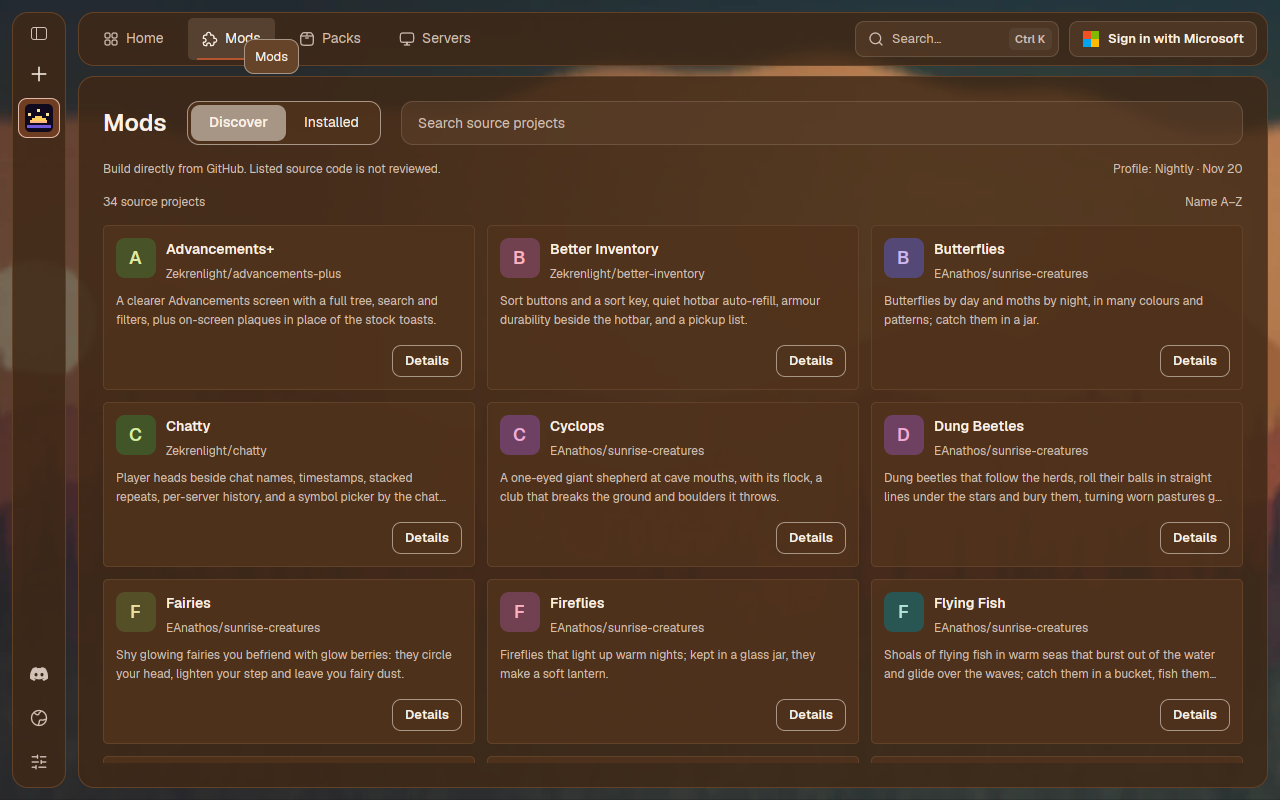 Home
Mods
Packs
Servers
Search...
Ctrl K
Sign in with Microsoft
Mods
Mods
Discover
Installed
Search source projects
Build directly from GitHub. Listed source code is not reviewed.
Profile: Nightly · Nov 20
34 source projects
Name A–Z
A
Advancements+
Zekrenlight/advancements-plus
A clearer Advancements screen with a full tree, search and
filters, plus on-screen plaques in place of the stock toasts.
Details
B
Better Inventory
Zekrenlight/better-inventory
Sort buttons and a sort key, quiet hotbar auto-refill, armour
durability beside the hotbar, and a pickup list.
Details
B
Butterflies
EAnathos/sunrise-creatures
Butterflies by day and moths by night, in many colours and
patterns; catch them in a jar.
Details
C
Chatty
Zekrenlight/chatty
Player heads beside chat names, timestamps, stacked
repeats, per-server history, and a symbol picker by the chat...
Details
C
Cyclops
EAnathos/sunrise-creatures
A one-eyed giant shepherd at cave mouths, with its flock, a
club that breaks the ground and boulders it throws.
Details
D
Dung Beetles
EAnathos/sunrise-creatures
Dung beetles that follow the herds, roll their balls in straight
lines under the stars and bury them, turning worn pastures g...
Details
F
Fairies
EAnathos/sunrise-creatures
Shy glowing fairies you befriend with glow berries: they circle
your head, lighten your step and leave you fairy dust.
Details
F
Fireflies
EAnathos/sunrise-creatures
Fireflies that light up warm nights; kept in a glass jar, they
make a soft lantern.
Details
F
Flying Fish
EAnathos/sunrise-creatures
Shoals of flying fish in warm seas that burst out of the water
and glide over the waves; catch them in a bucket, fish them...
Details